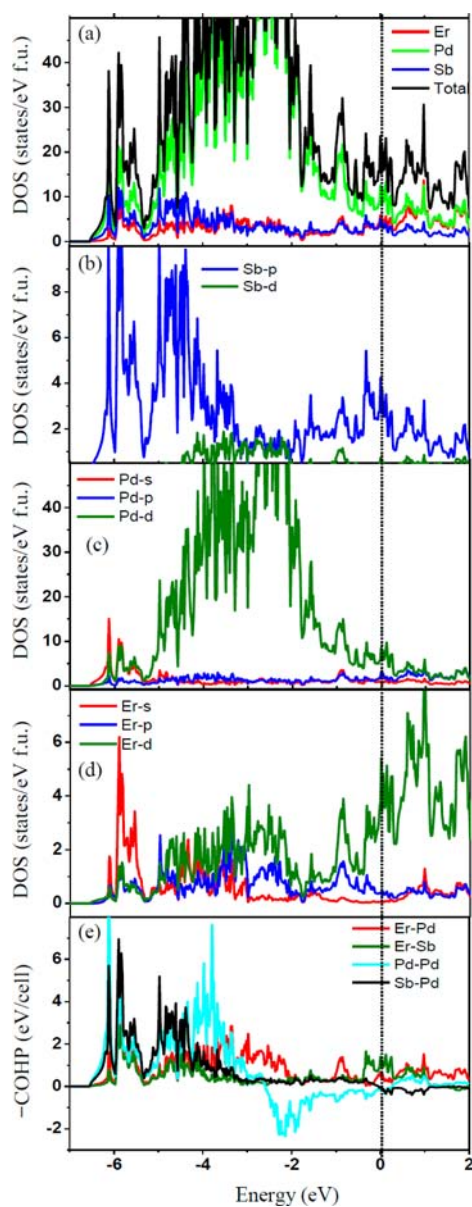 (a)
Er
Pd
Sb
Total
DOS (states/eV f.u.)
40
30
20
10
0
(b)
Sb-p
Sb-d
DOS (states/eV f.u.)
8
6
4
2
Pd-s
Pd-p
Pd-d
(c)
DOS (states/eV f.u.)
40
30
20
10
0
Er-s
Er-p
Er-d
(d)
DOS (states/eV f.u.)
6
4
2
0
(e)
Er-Pd
Er-Sb
Pd-Pd
Sb-Pd
−COHP (eV/cell)
6
4
2
0
-2
-6
-4
-2
0
2
Energy (eV)